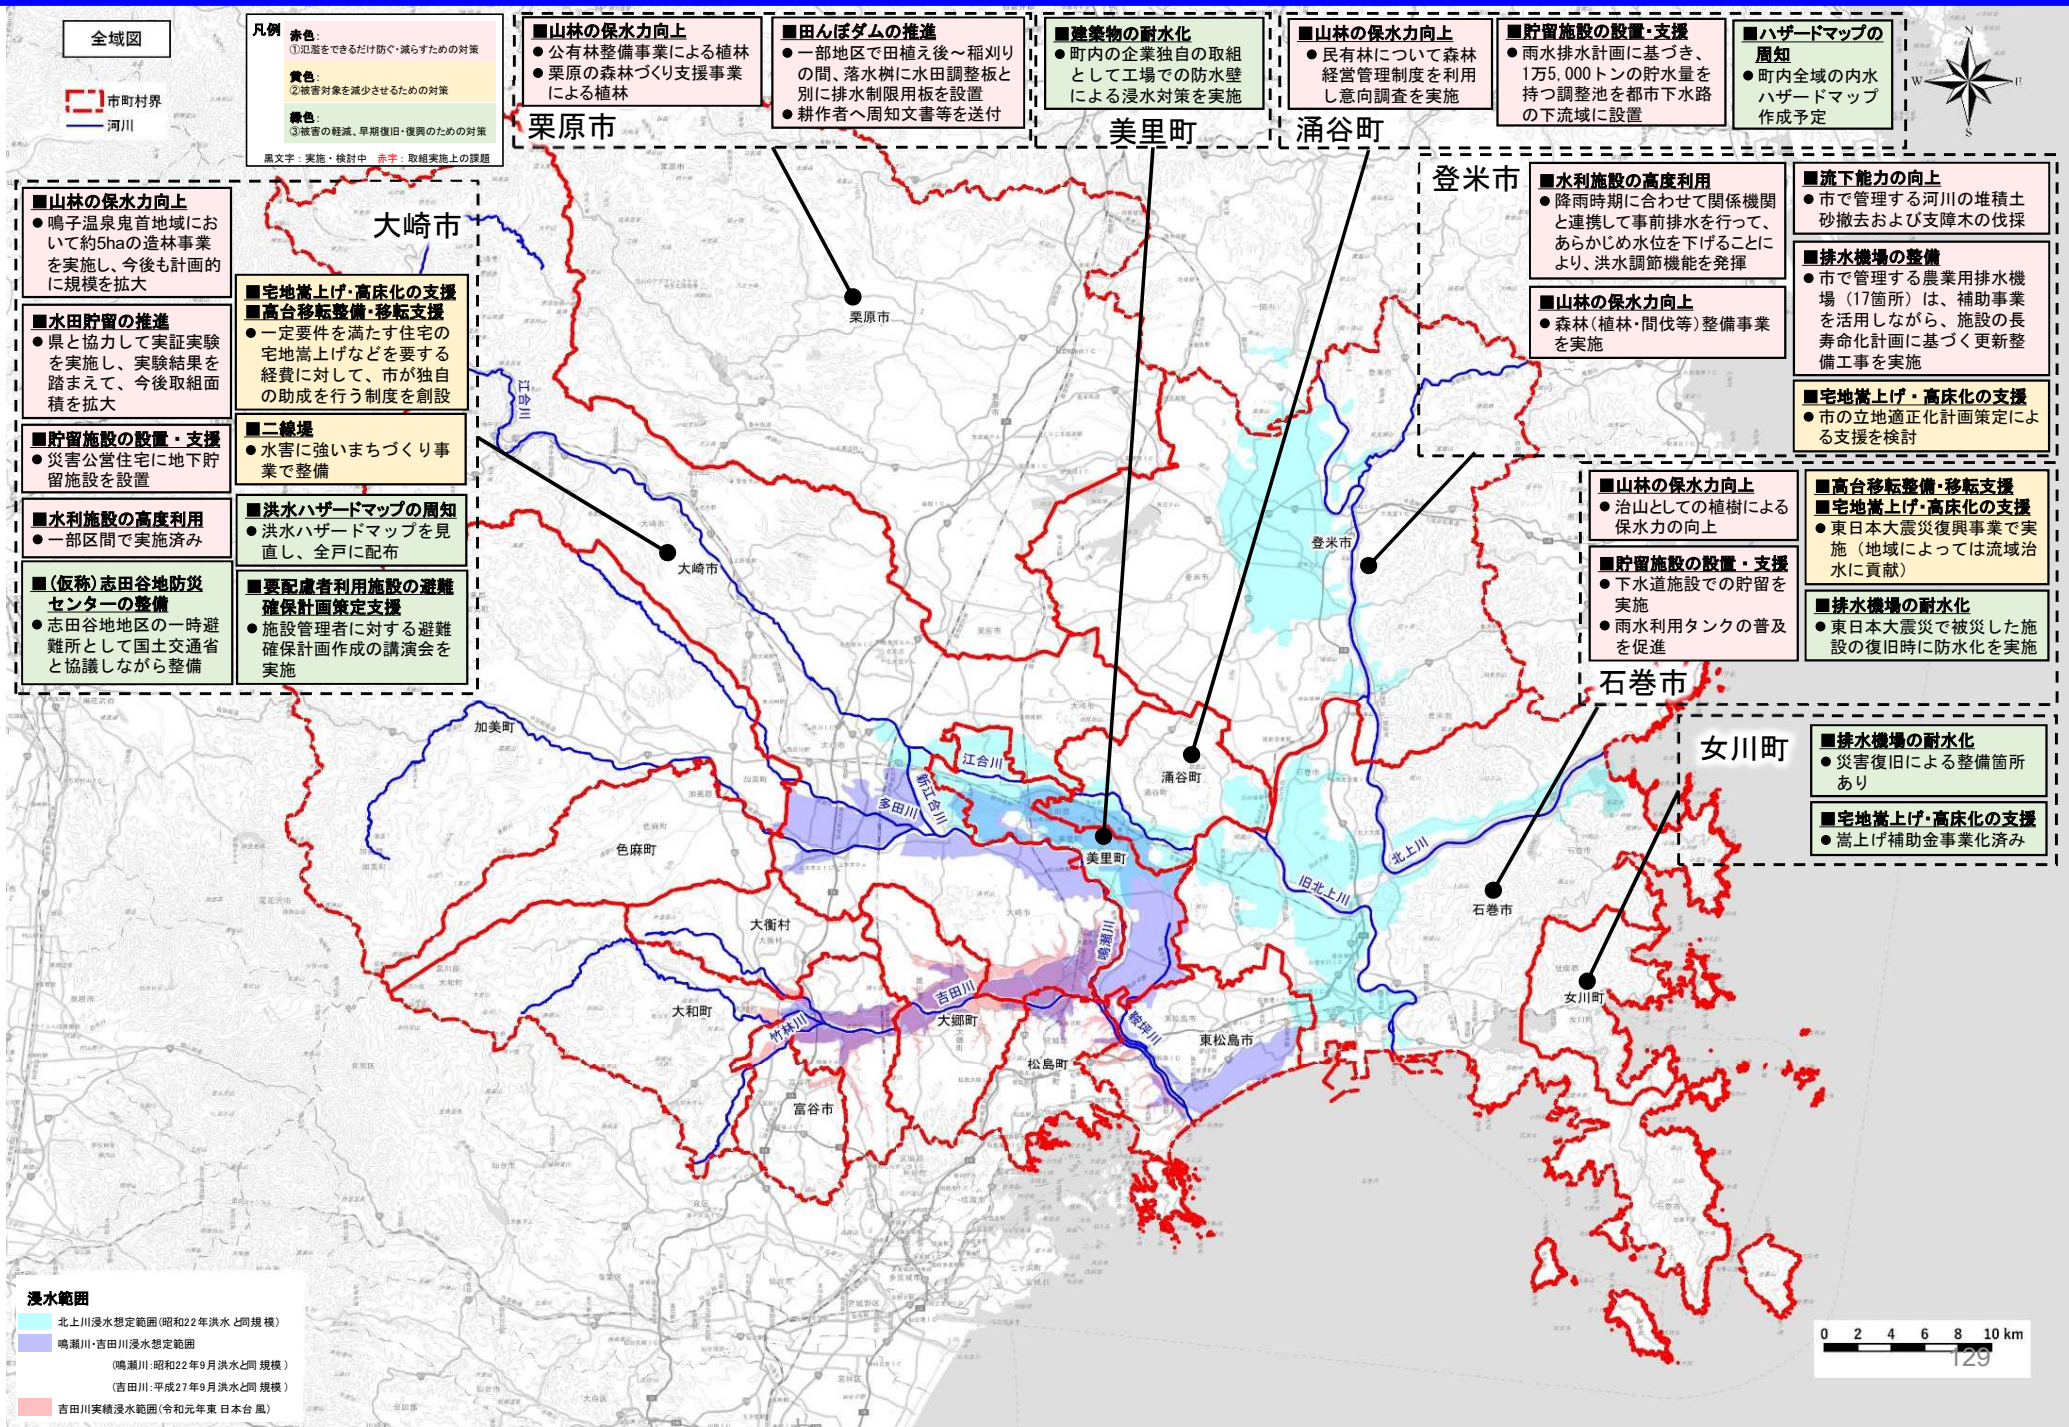 全域図
市町村界
河川
凡例
赤色：
①氾濫をできるだけ防ぐ・減らすための対策
黄色：
②被害対象を減少させるための対策
緑色：
③被害の軽減、早期復旧・復興のための対策
黒文字：実施・検討中 赤字：取組実施上の課題
■山林の保水力向上
●公有林整備事業による植林
●栗原の森林づくり支援事業
による植林
■田んぼダムの推進
●一部地区で田植え後～稲刈り
の間、落水桝に水田調整板と
別に排水制限用板を設置
●耕作者へ周知文書等を送付
栗原市
■建築物の耐水化
●町内の企業独自の取組
として工場での防水壁
による浸水対策を実施
美里町
■山林の保水力向上
●民有林について森林
経営管理制度を利用
し意向調査を実施
■貯留施設の設置・支援
●雨水排水計画に基づき、
1万5,000トンの貯水量を
持つ調整池を都市下水路
の下流域に設置
■ハザードマップの
周知
●町内全域の内水
ハザードマップ
作成予定
涌谷町
N
W
E
S
登米市
■水利施設の高度利用
●降雨時期に合わせて関係機関
と連携して事前排水を行って、
あらかじめ水位を下げることに
より、洪水調節機能を発揮
■山林の保水力向上
●森林（植林・間伐等）整備事業
を実施
■流下能力の向上
●市で管理する河川の堆積土
砂撤去および支障木の伐採
■排水機場の整備
●市で管理する農業用排水機
場（17箇所）は、補助事業
を活用しながら、施設の長
寿命化計画に基づく更新整
備工事を実施
■宅地嵩上げ・高床化の支援
●市の立地適正化計画策定によ
る支援を検討
大崎市
■山林の保水力向上
●鳴子温泉鬼首地域にお
いて約5haの造林事業
を実施し、今後も計画的
に規模を拡大
■水田貯留の推進
●県と協力して実証実験
を実施し、実験結果を
踏まえて、今後取組面
積を拡大
■貯留施設の設置・支援
●災害公営住宅に地下貯
留施設を設置
■水利施設の高度利用
●一部区間で実施済み
■（仮称）志田谷地防災
センターの整備
●志田谷地地区の一時避
難所として国土交通省
と協議しながら整備
■宅地嵩上げ・高床化の支援
■高台移転整備・移転支援
●一定要件を満たす住宅の
宅地嵩上げなどを要する
経費に対して、市が独自
の助成を行う制度を創設
■二線堤
●水害に強いまちづくり事
業で整備
■洪水ハザードマップの周知
●洪水ハザードマップを見
直し、全戸に配布
■要配慮者利用施設の避難
確保計画策定支援
●施設管理者に対する避難
確保計画作成の講演会を
実施
■山林の保水力向上
●治山としての植樹による
保水力の向上
■貯留施設の設置・支援
●下水道施設での貯留を
実施
●雨水利用タンクの普及
を促進
■高台移転整備・移転支援
■宅地嵩上げ・高床化の支援
●東日本大震災復興事業で実
施（地域によっては流域治
水に貢献）
■排水機場の耐水化
●東日本大震災で被災した施
設の復旧時に防水化を実施
石巻市
女川町
■排水機場の耐水化
●災害復旧による整備箇所
あり
■宅地嵩上げ・高床化の支援
●嵩上げ補助金事業化済み
栗原市
江合川
大崎市
登米市
加美町
江合川
新江合川
多田川
涌谷町
美里町
色麻町
北上川
旧北上川
石巻市
大衡村
鳴瀬川
吉田川
大和町
竹林川
大郷町
鞍坪川
東松島市
女川町
松島町
富谷市
浸水範囲
北上川浸水想定範囲（昭和22年洪水と同規模）
鳴瀬川・吉田川浸水想定範囲
（鳴瀬川：昭和22年9月洪水と同規模）
（吉田川：平成27年9月洪水と同規模）
吉田川実績浸水範囲（令和元年東日本台風）
0 2 4 6 8 10 km
129